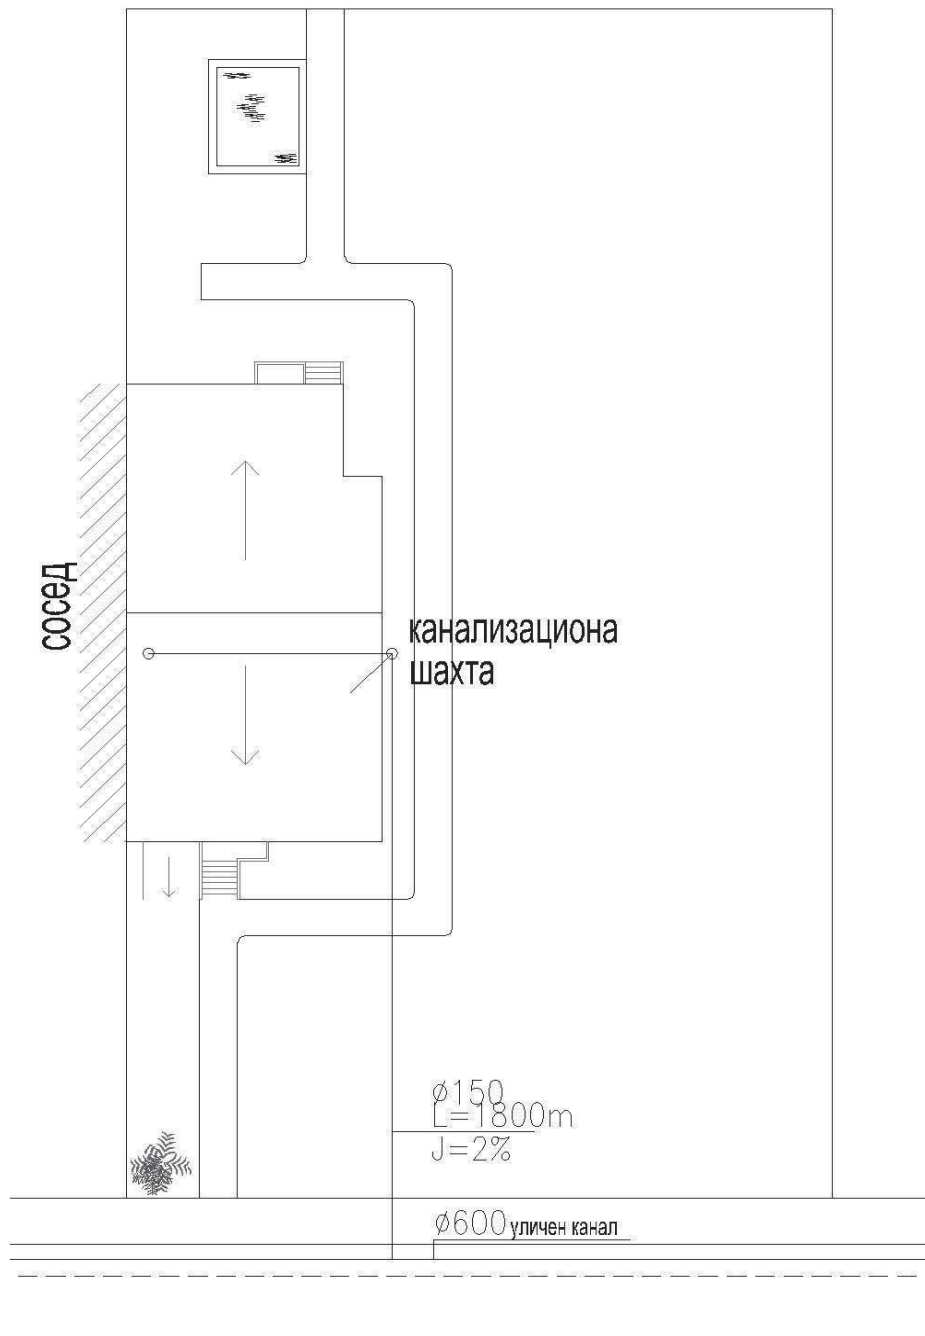 сосед
канализациона
шахта
ø150
L=1800m
J=2%
ø600 уличен канал